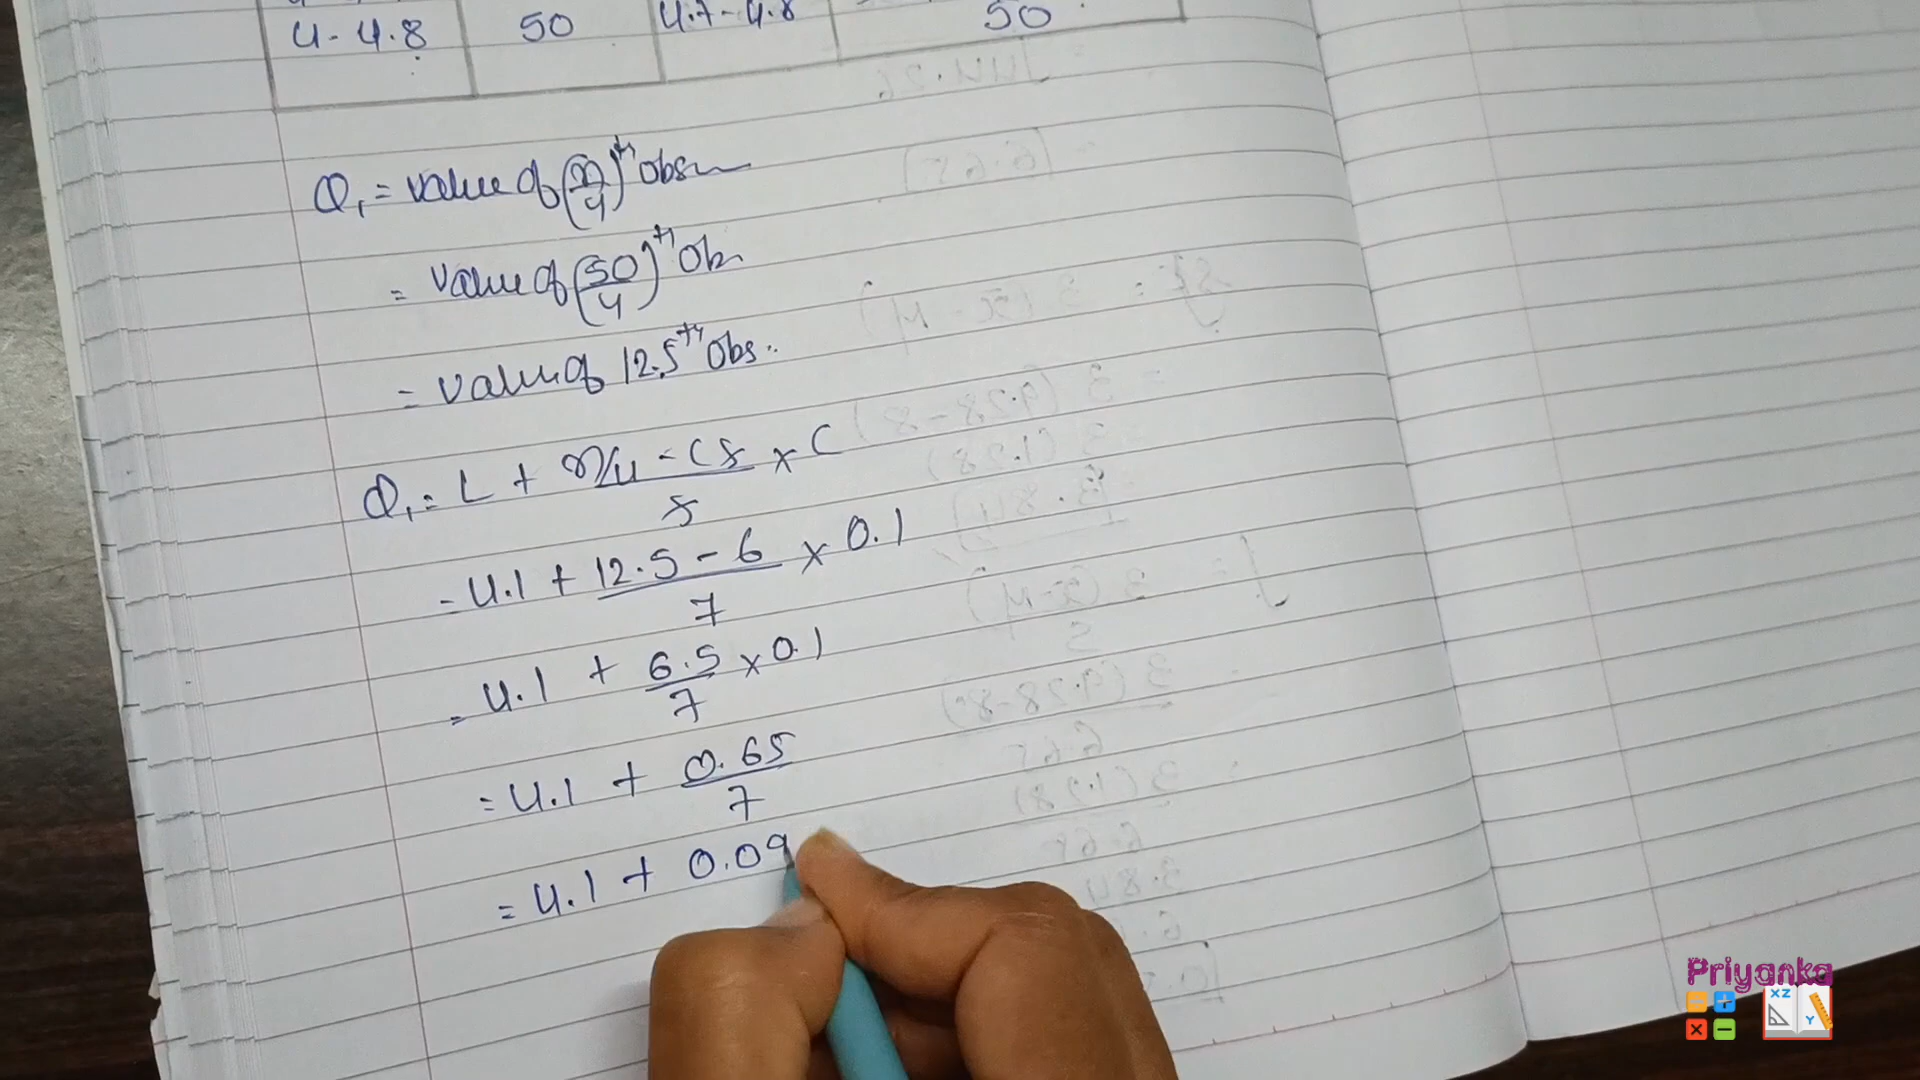 4-4.8 50 4.7-4.8 50
Q₁ = value of (n/4)th obsn
= value of (50/4)th Ob.
= value of 12.5th Obs.
Q₁ = L + n/4 - cf / f x C
= 4.1 + 12.5 - 6 / 7 x 0.1
= 4.1 + 6.5 / 7 x 0.1
= 4.1 + 0.65 / 7
= 4.1 + 0.09
Priyanka
XZ
Y